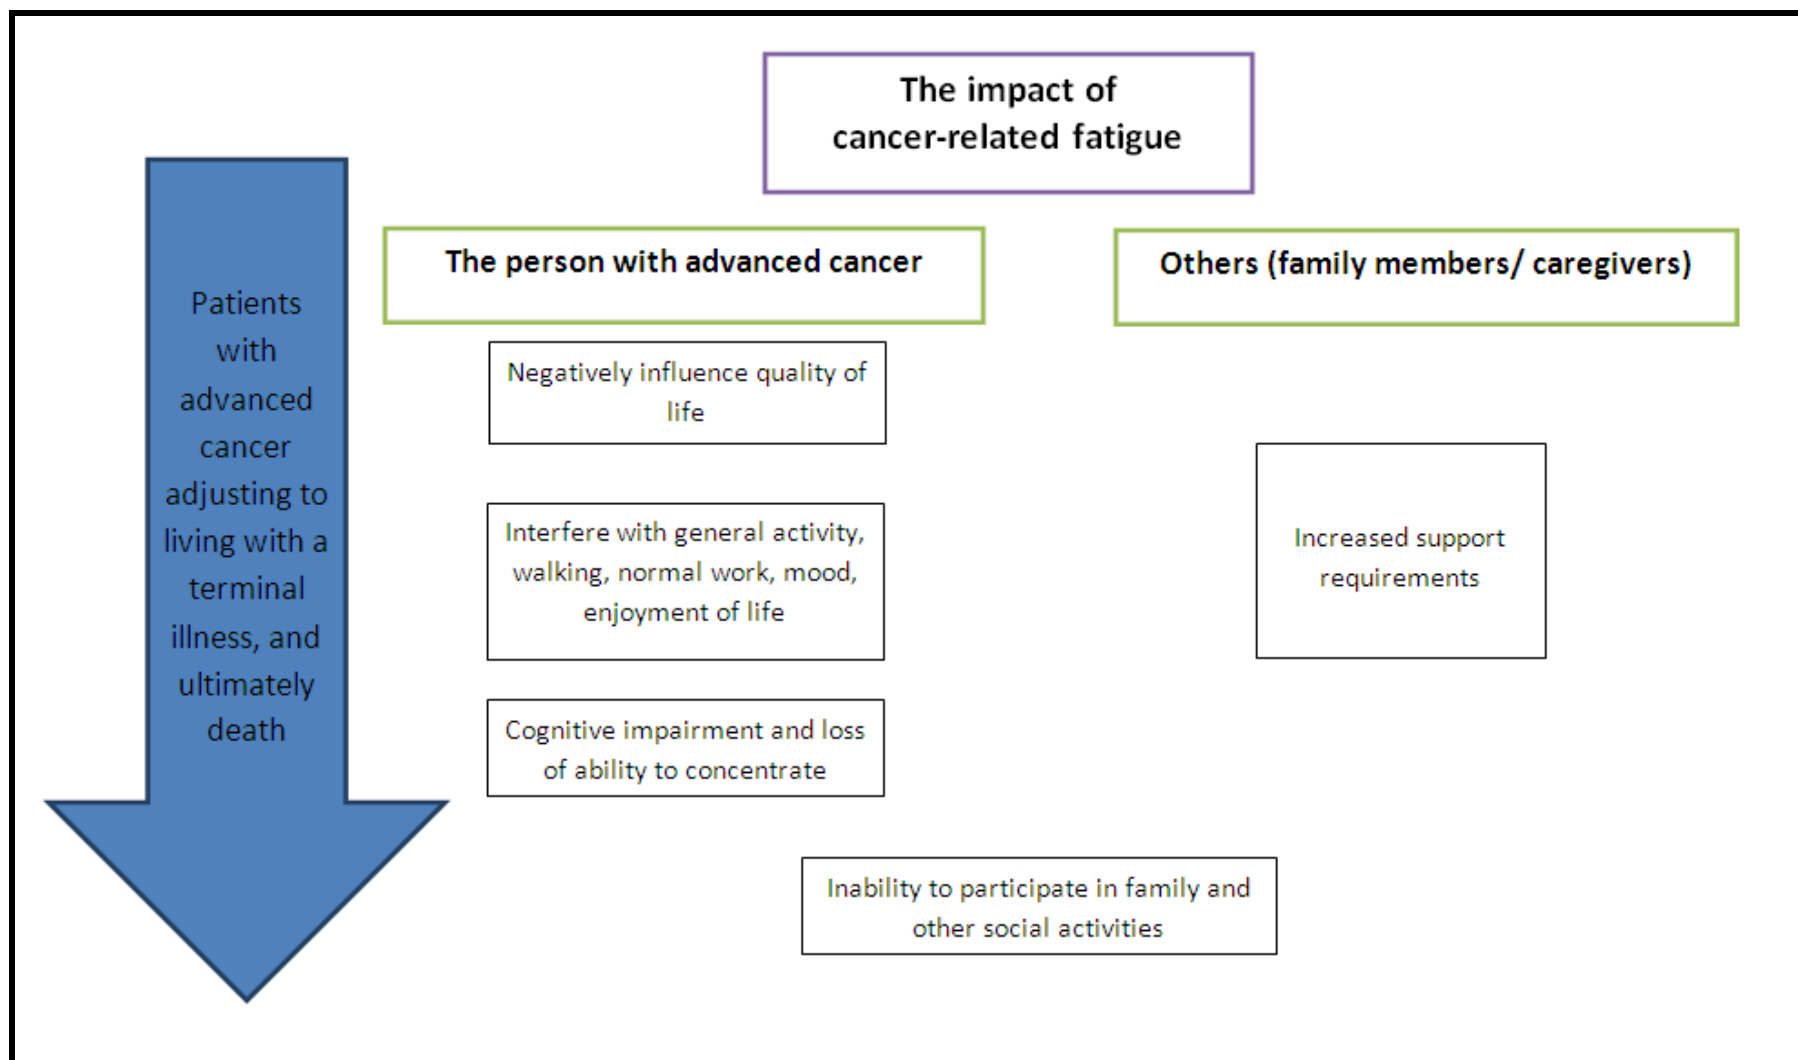 The impact of
cancer-related fatigue
Patients
with
advanced
cancer
adjusting to
living with a
terminal
illness, and
ultimately
death
The person with advanced cancer
Negatively influence quality of
life
Interfere with general activity,
walking, normal work, mood,
enjoyment of life
Cognitive impairment and loss
of ability to concentrate
Others (family members/ caregivers)
Increased support
requirements
Inability to participate in family and
other social activities